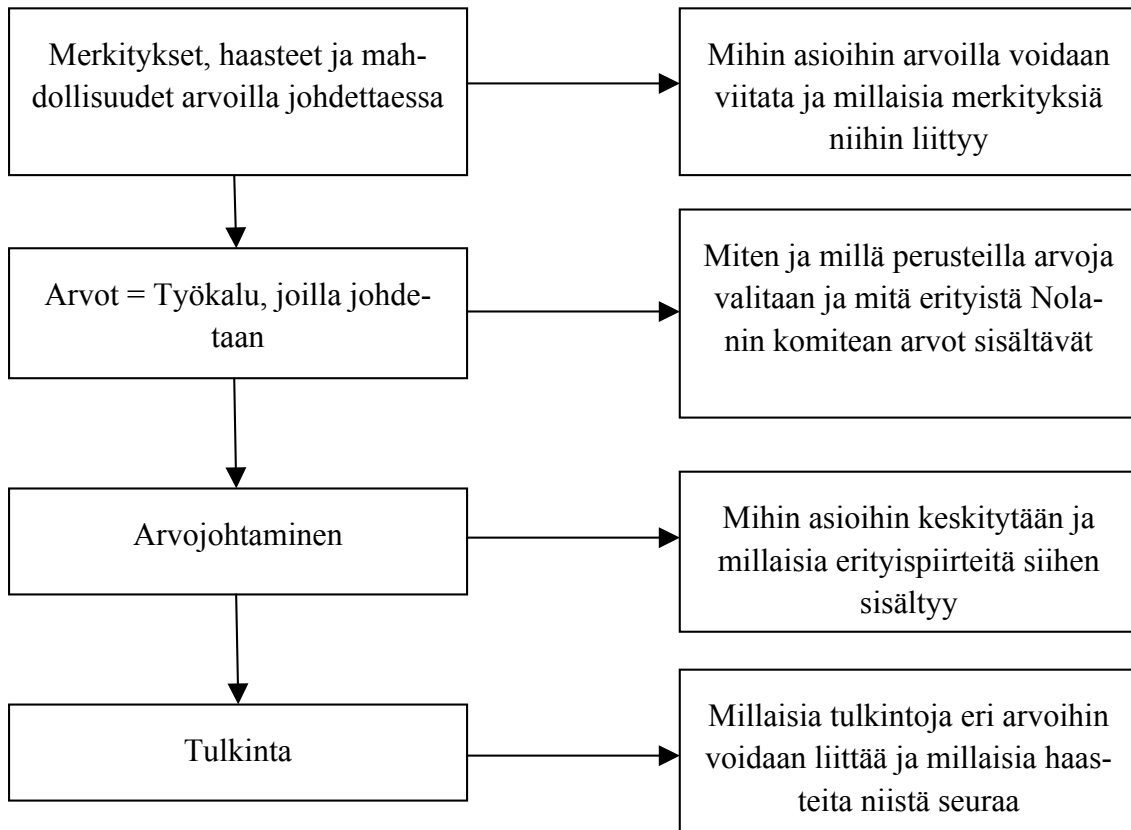 Merkitykset, haasteet ja mah-
dollisuudet arvoilla johdettaessa
Mihin asioihin arvoilla voidaan
viitata ja millaisia merkityksiä
niihin liittyy
Arvot = Työkalu, joilla johde-
taan
Miten ja millä perusteilla arvoja
valitaan ja mitä erityistä Nola-
nin komitean arvot sisältävät
Arvojohtaminen
Mihin asioihin keskitytään ja
millaisia erityispiirteitä siihen
sisältyy
Tulkinta
Millaisia tulkintoja eri arvoihin
voidaan liittää ja millaisia haas-
teita niistä seuraa